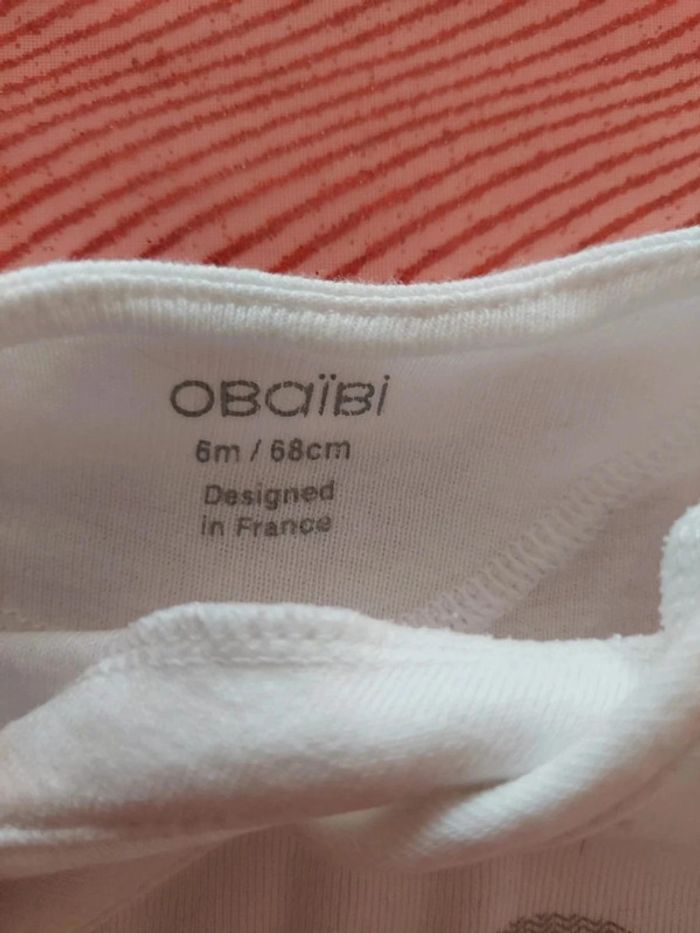 OBaïBi
6m / 68cm
Designed
in France